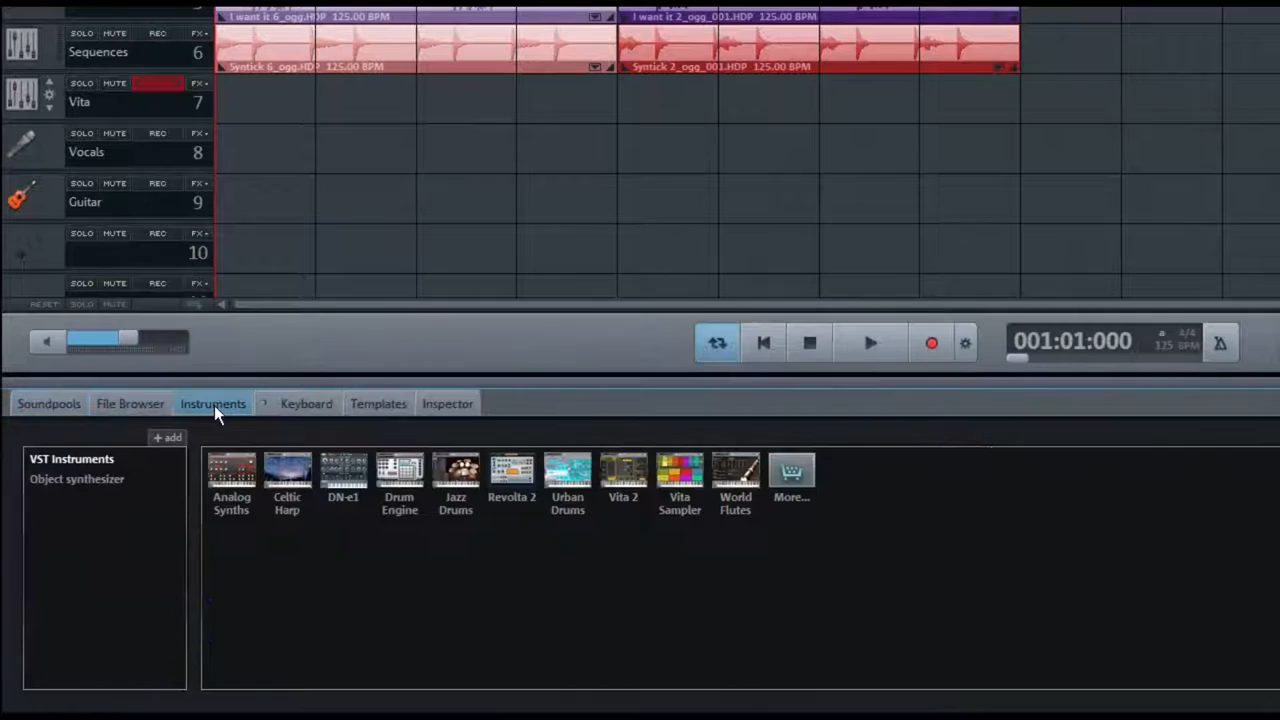 I want it 6_ogg.HDP 125.00 BPM
I want it 2_ogg_001.HDP 125.00 BPM
SOLO MUTE REC FX
Sequences 6
Syntick 6_ogg.HDP 125.00 BPM
Syntick 2_ogg_001.HDP 125.00 BPM
SOLO MUTE FX
Vita 7
SOLO MUTE REC FX
Vocals 8
SOLO MUTE REC FX
Guitar 9
SOLO MUTE REC FX
10
SOLO MUTE REC FX
RESET SOLO MUTE
001:01:000
4/4
125 BPM
Soundpools File Browser Instruments Keyboard Templates Inspector
+ add
VST Instruments
Object synthesizer
Analog Synths
Celtic Harp
DN-e1
Drum Engine
Jazz Drums
Revolta 2
Urban Drums
Vita 2
Vita Sampler
World Flutes
More...